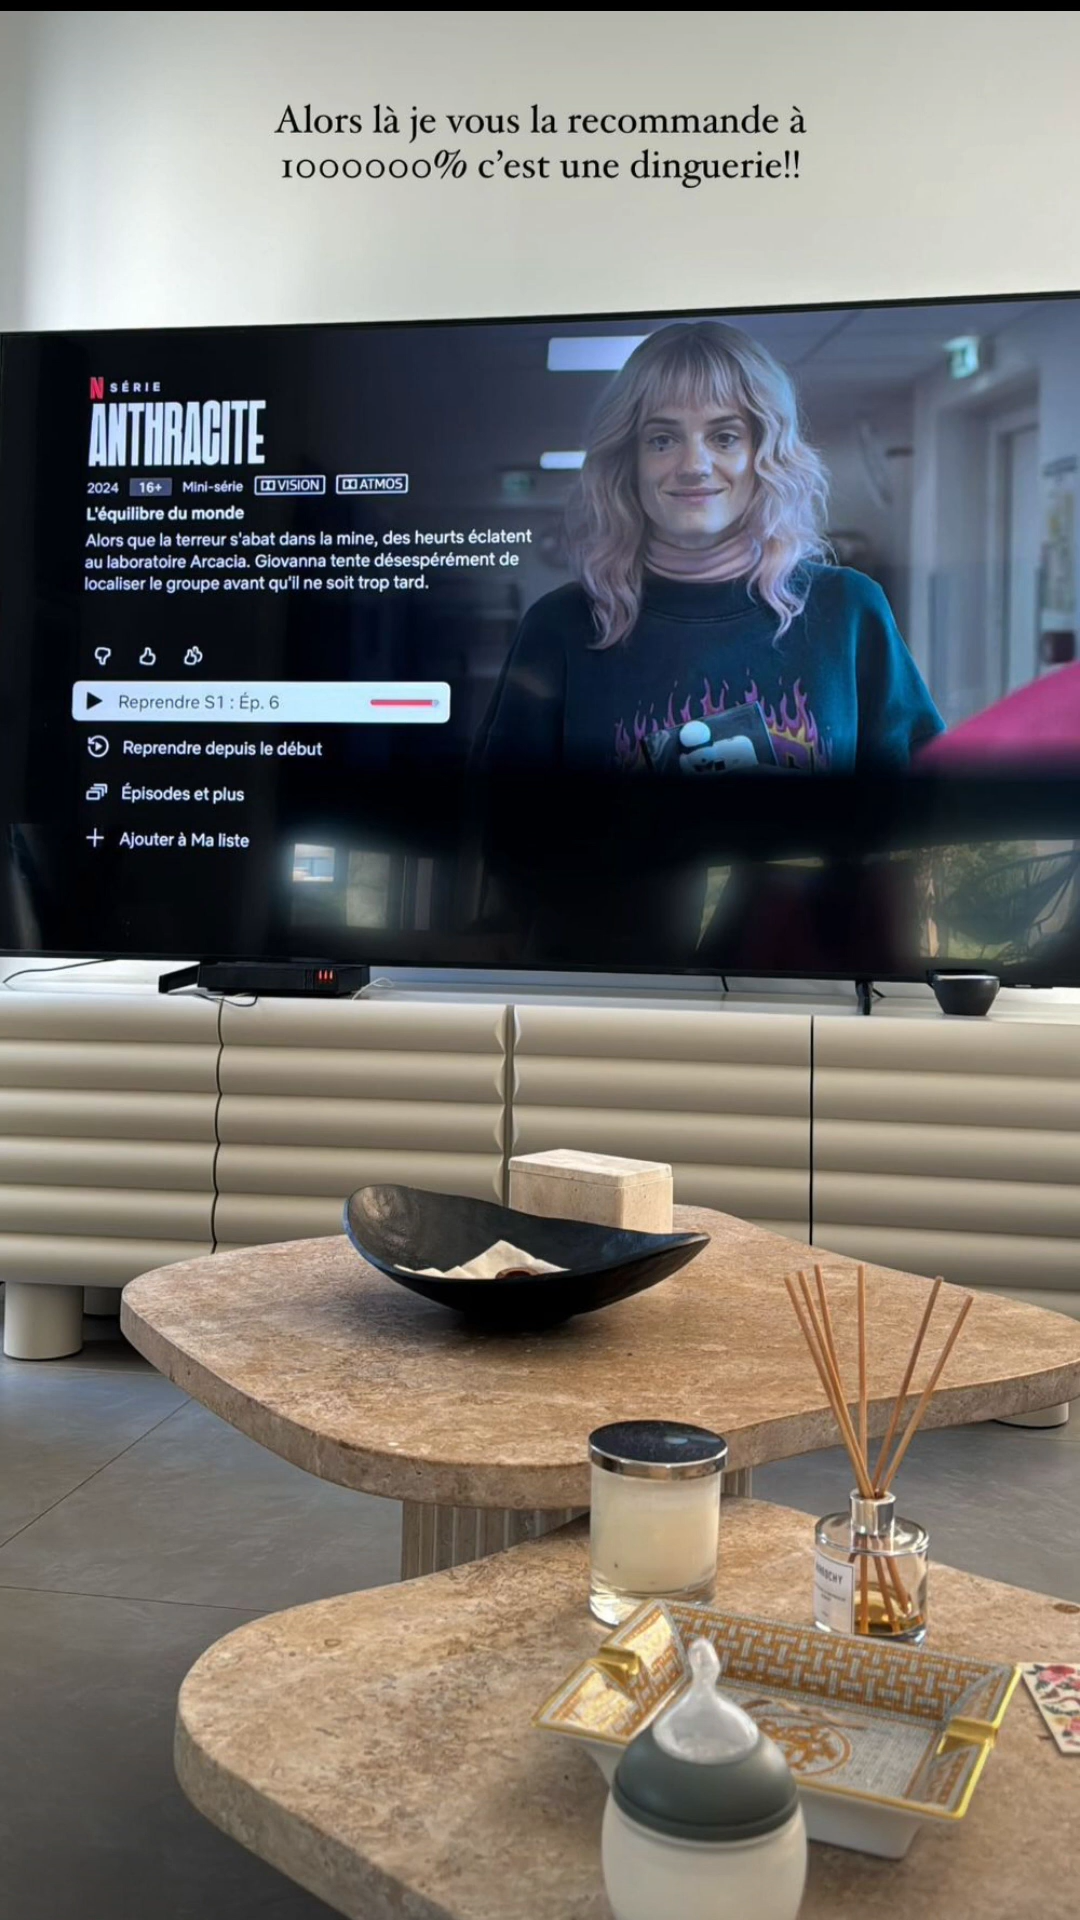 Alors là je vous la recommande à
1000000% c'est une dinguerie!!
N SÉRIE
ANTHRACITE
2024 16+ Mini-série VISION ATMOS
L'équilibre du monde
Alors que la terreur s'abat dans la mine, des heurts éclatent
au laboratoire Arcacia. Giovanna tente désespérément de
localiser le groupe avant qu'il ne soit trop tard.
Reprendre S1 : Ép. 6
Reprendre depuis le début
Épisodes et plus
Ajouter à Ma liste